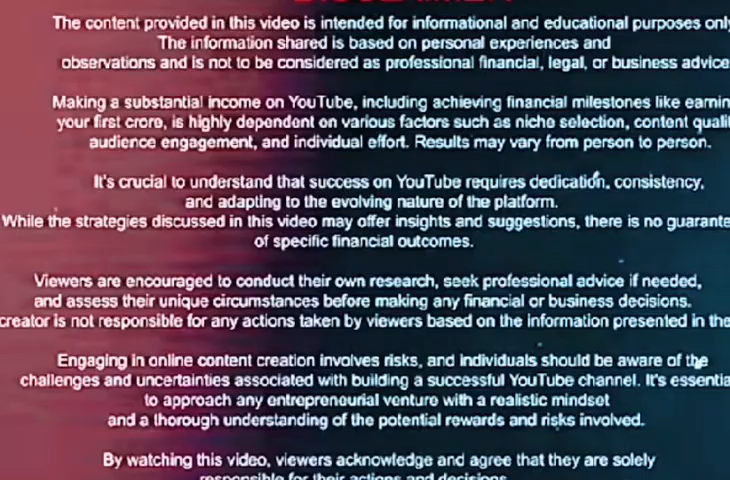 DISCLAIMER
The content provided in this video is intended for informational and educational purposes only
The information shared is based on personal experiences and
observations and is not to be considered as professional financial, legal, or business advice
Making a substantial income on YouTube, including achieving financial milestones like earnin
your first crore, is highly dependent on various factors such as niche selection, content qualit
audience engagement, and individual effort. Results may vary from person to person.
It's crucial to understand that success on YouTube requires dedication, consistency,
and adapting to the evolving nature of the platform.
While the strategies discussed in this video may offer insights and suggestions, there is no guarante
of specific financial outcomes.
Viewers are encouraged to conduct their own research, seek professional advice if needed,
and assess their unique circumstances before making any financial or business decisions.
creator is not responsible for any actions taken by viewers based on the information presented in the
Engaging in online content creation involves risks, and individuals should be aware of the
challenges and uncertainties associated with building a successful YouTube channel. It's essentia
to approach any entrepreneurial venture with a realistic mindset
and a thorough understanding of the potential rewards and risks involved.
By watching this video, viewers acknowledge and agree that they are solely
responsible for their actions and decisions.